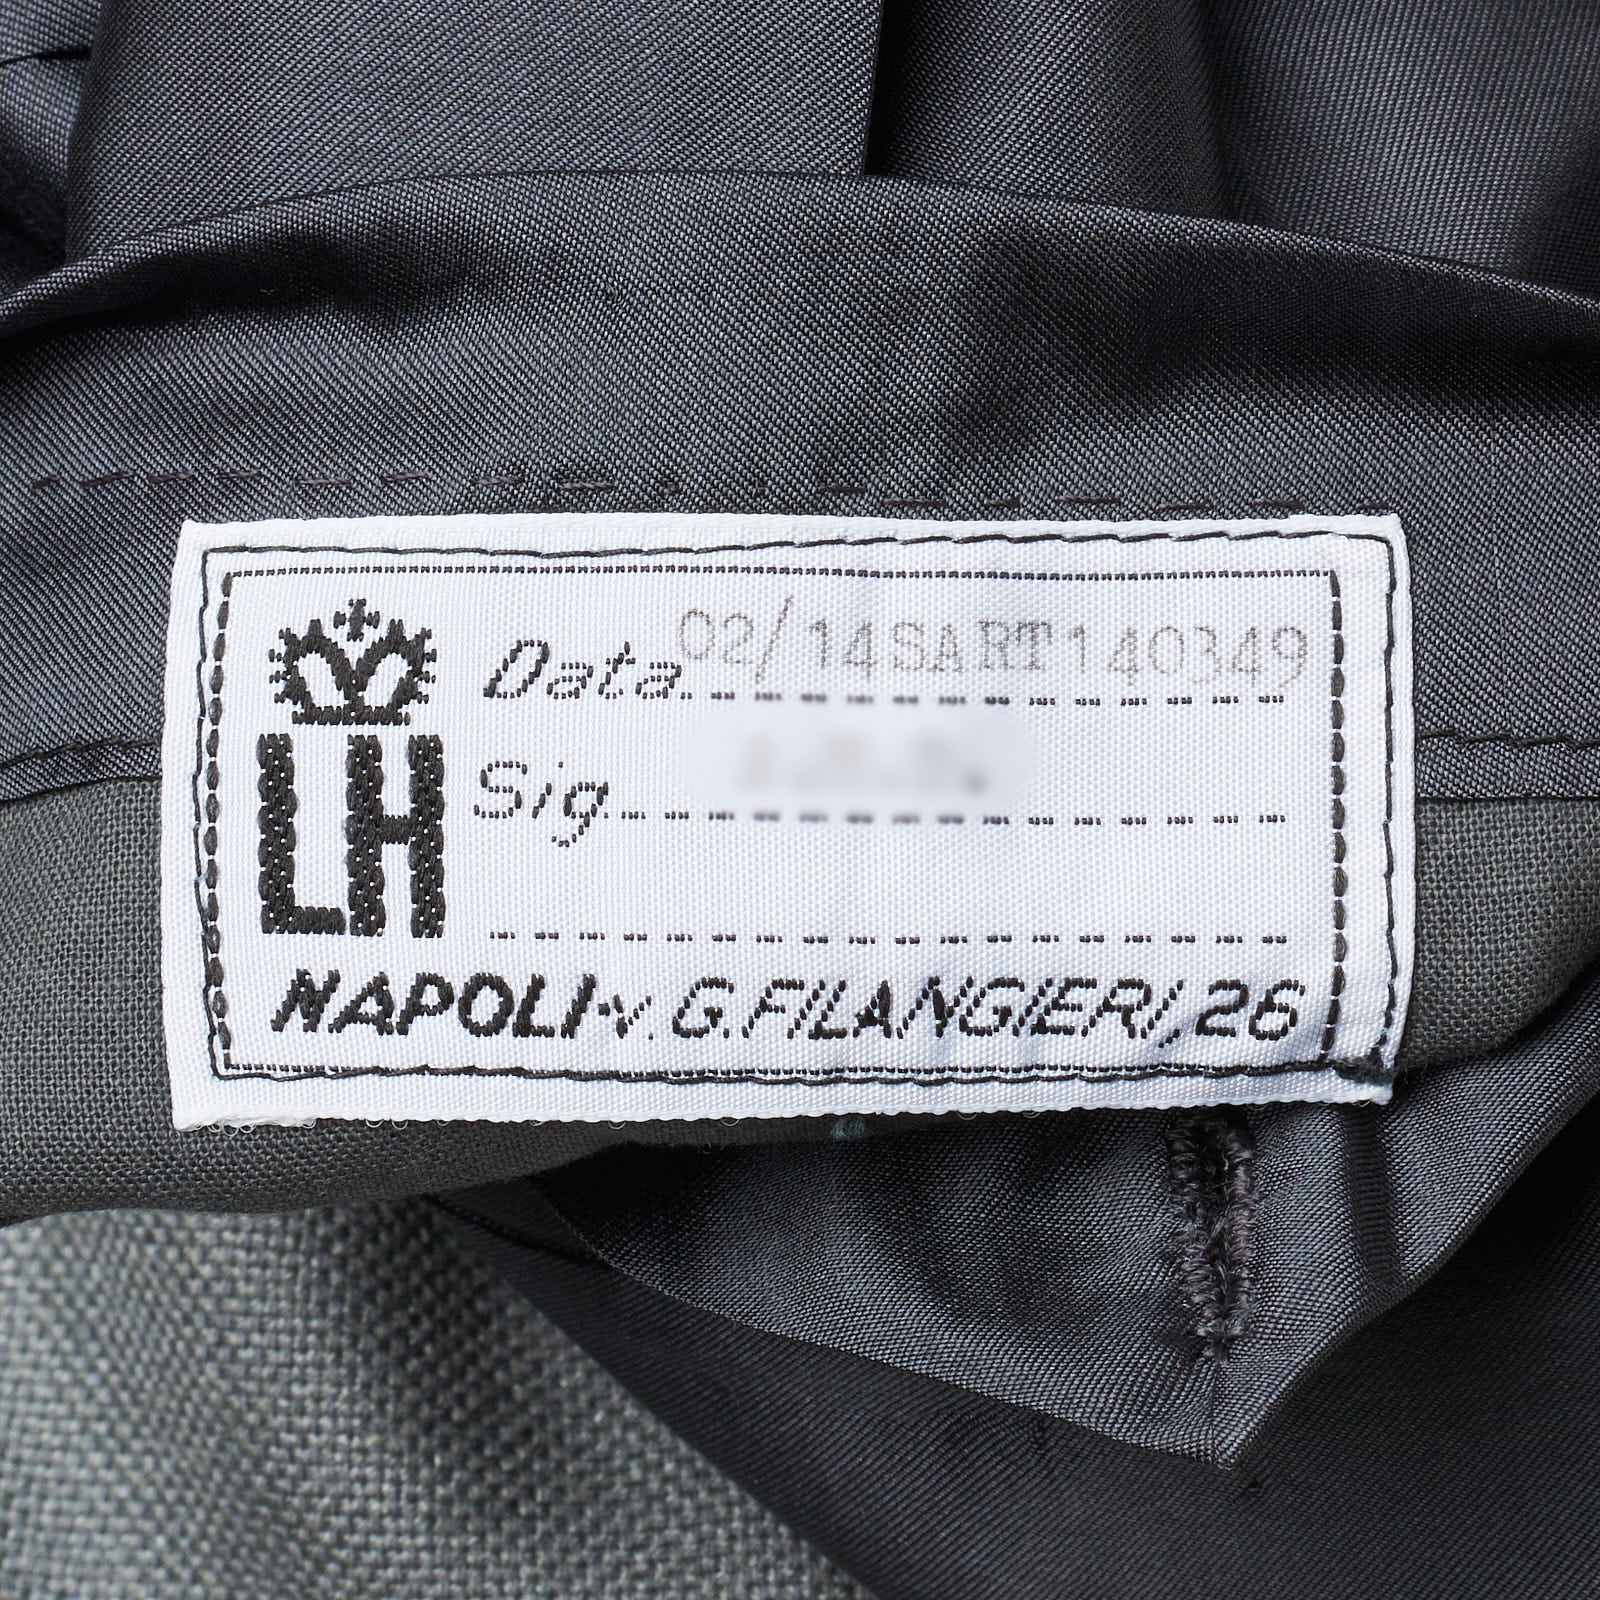 LH
Data 02/14SART140349
Sig.
NAPOLI-v.G.FILANGIERI,26